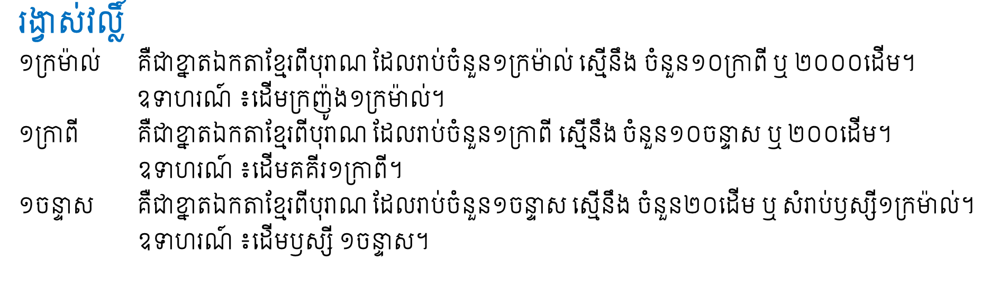 រង្វាស់វល្លិ៍
១ក្រម៉ាល់ គឺជាខ្នាតឯកតាខ្មែរពីបុរាណ ដែលរាប់ចំនួន១ក្រម៉ាល់ ស្មើនឹង ចំនួន១០ក្រាពី ឬ ២០០០ដើម។
ឧទាហរណ៍ ៖ដើមក្រញ៉ូង១ក្រម៉ាល់។
១ក្រាពី គឺជាខ្នាតឯកតាខ្មែរពីបុរាណ ដែលរាប់ចំនួន១ក្រាពី ស្មើនឹង ចំនួន១០ចន្ទាស ឬ ២០០ដើម។
ឧទាហរណ៍ ៖ដើមគគីរ១ក្រាពី។
១ចន្ទាស គឺជាខ្នាតឯកតាខ្មែរពីបុរាណ ដែលរាប់ចំនួន១ចន្ទាស ស្មើនឹង ចំនួន២០ដើម ឬ សំរាប់ឫស្សី១ក្រម៉ាល់។
ឧទាហរណ៍ ៖ដើមឫស្សី ១ចន្ទាស។